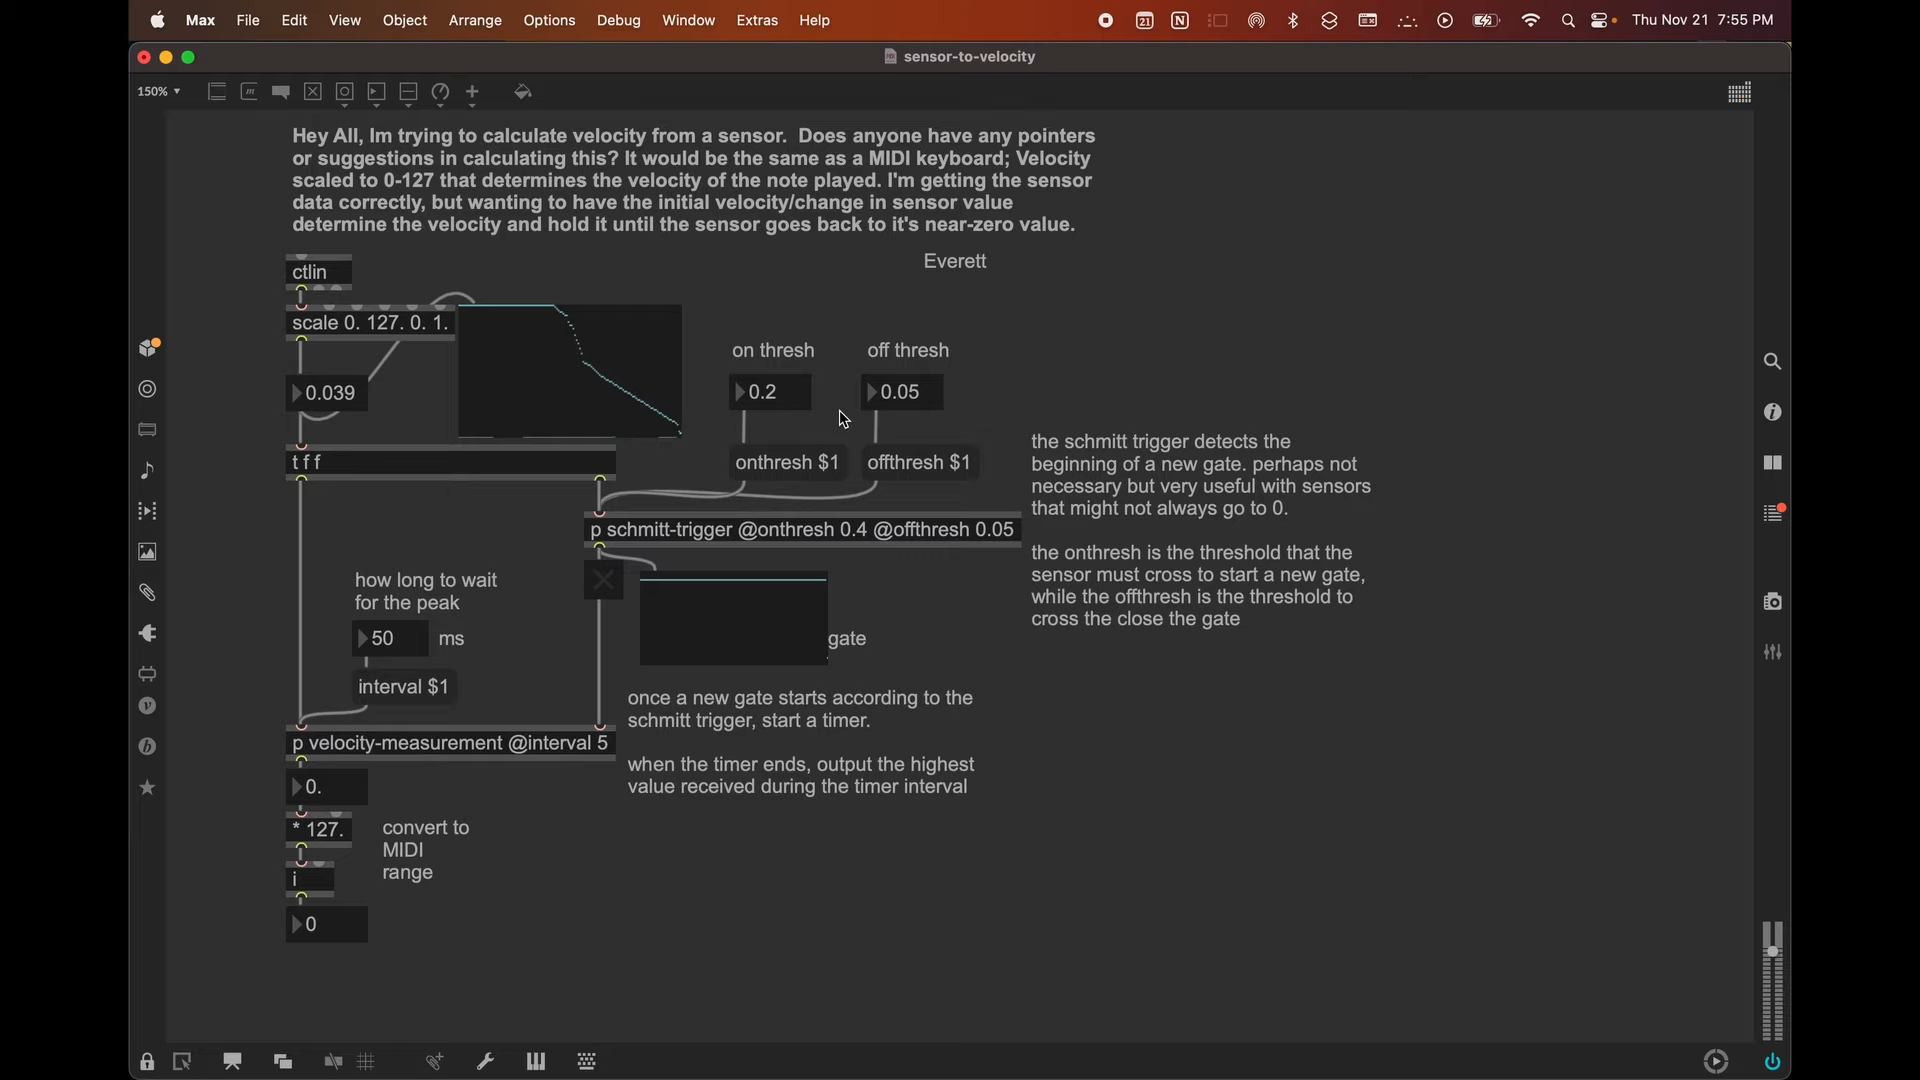 Max File Edit View Object Arrange Options Debug Window Extras Help
21
Thu Nov 21 7:55 PM
sensor-to-velocity
150%
Hey All, Im trying to calculate velocity from a sensor. Does anyone have any pointers
or suggestions in calculating this? It would be the same as a MIDI keyboard; Velocity
scaled to 0-127 that determines the velocity of the note played. I'm getting the sensor
data correctly, but wanting to have the initial velocity/change in sensor value
determine the velocity and hold it until the sensor goes back to it's near-zero value.
Everett
ctlin
scale 0. 127. 0. 1.
0.039
t f f
on thresh
off thresh
0.2
0.05
onthresh $1
offthresh $1
p schmitt-trigger @onthresh 0.4 @offthresh 0.05
the schmitt trigger detects the
beginning of a new gate. perhaps not
necessary but very useful with sensors
that might not always go to 0.
the onthresh is the threshold that the
sensor must cross to start a new gate,
while the offthresh is the threshold to
cross the close the gate
how long to wait
for the peak
50
ms
interval $1
gate
once a new gate starts according to the
schmitt trigger, start a timer.
when the timer ends, output the highest
value received during the timer interval
p velocity-measurement @interval 5
0.
* 127.
convert to
MIDI
range
i
0